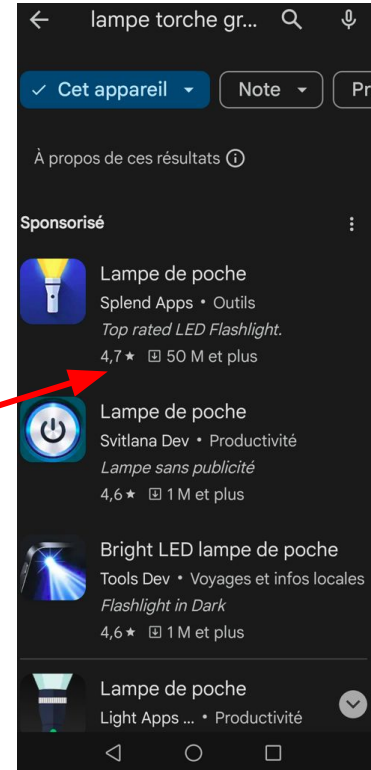 lampe torche gr...
Cet appareil
Note
Pr
À propos de ces résultats
Sponsorisé
Lampe de poche
Splend Apps • Outils
Top rated LED Flashlight.
4,7★ 50 M et plus
Lampe de poche
Svitlana Dev • Productivité
Lampe sans publicité
4,6★ 1 M et plus
Bright LED lampe de poche
Tools Dev • Voyages et infos locales
Flashlight in Dark
4,6★ 1 M et plus
Lampe de poche
Light Apps ... • Productivité